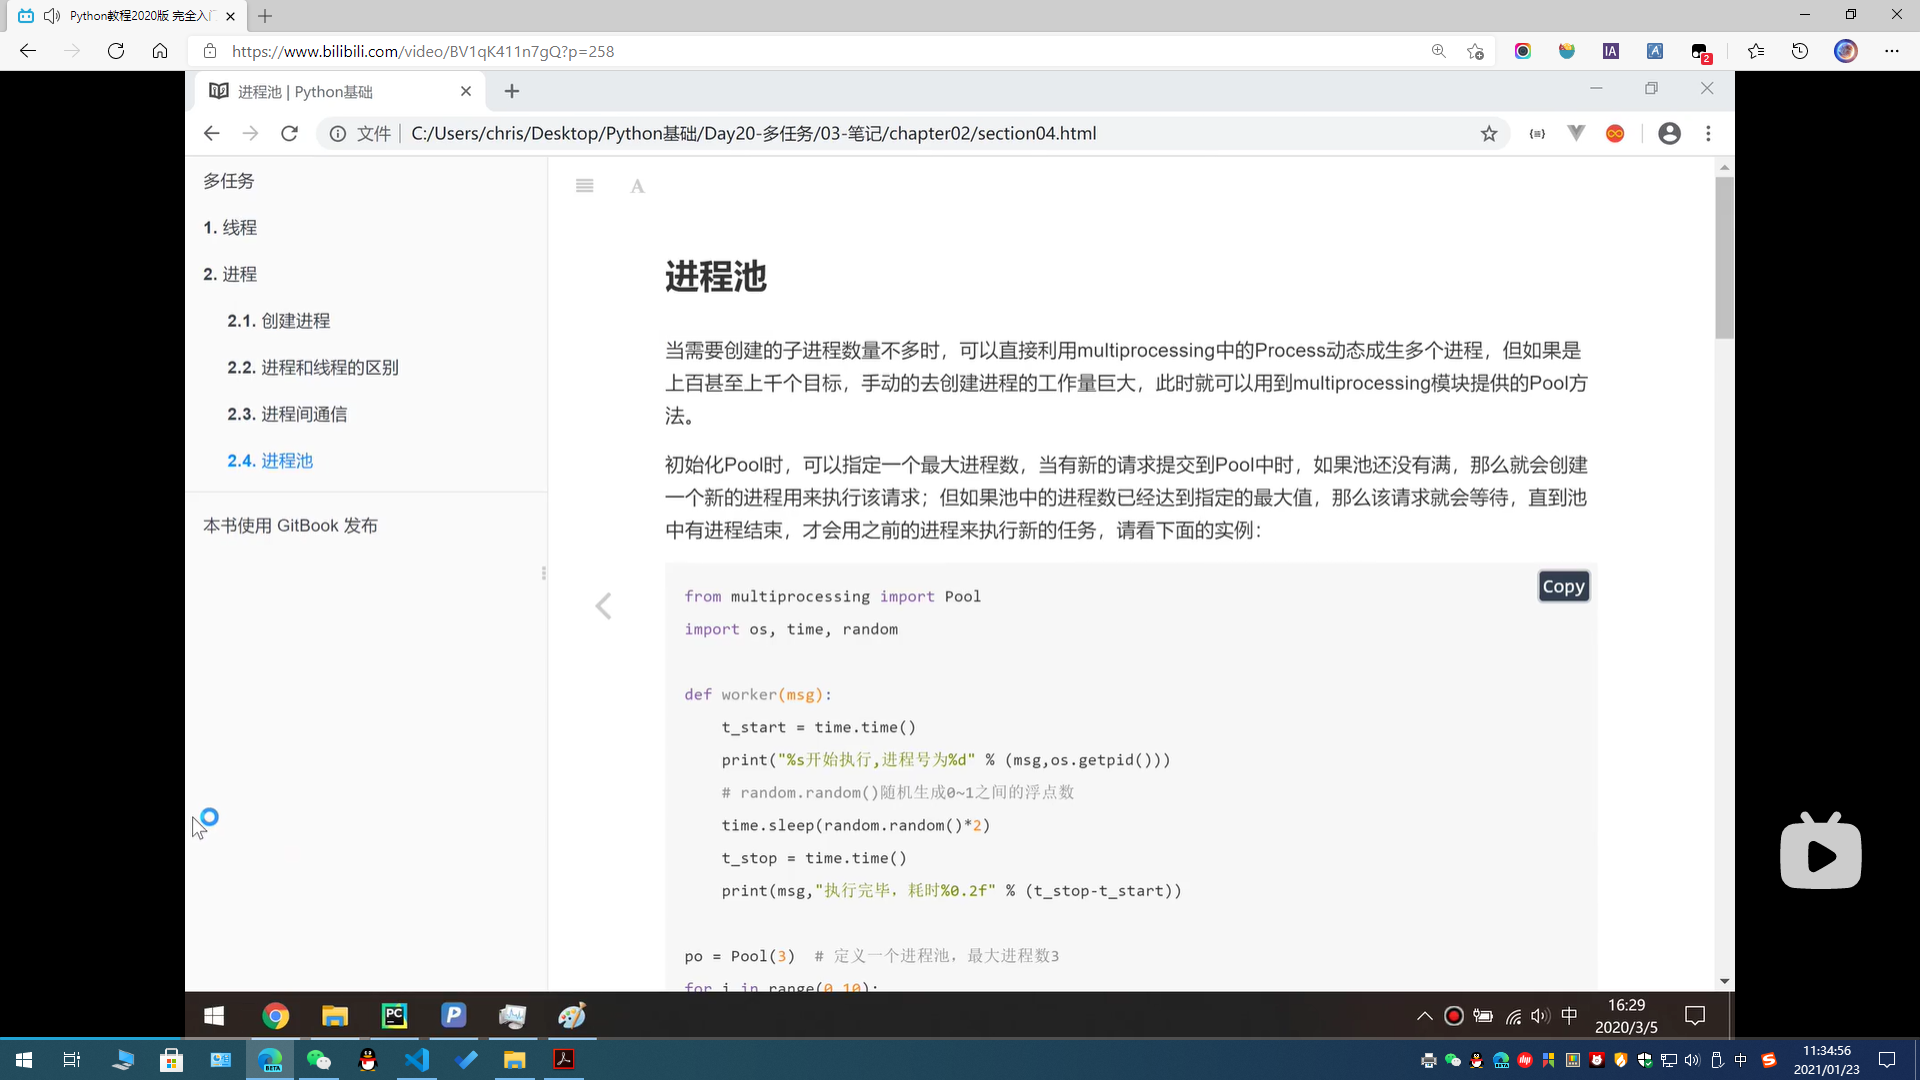 Python教程2020版 完全入门
https://www.bilibili.com/video/BV1qK411n7gQ?p=258
IA
A
2
进程池 | Python基础
文件
C:/Users/chris/Desktop/Python基础/Day20-多任务/03-笔记/chapter02/section04.html
多任务
1. 线程
2. 进程
2.1. 创建进程
2.2. 进程和线程的区别
2.3. 进程间通信
2.4. 进程池
本书使用 GitBook 发布
A
进程池
当需要创建的子进程数量不多时，可以直接利用multiprocessing中的Process动态成生多个进程，但如果是
上百甚至上千个目标，手动的去创建进程的工作量巨大，此时就可以用到multiprocessing模块提供的Pool方
法。
初始化Pool时，可以指定一个最大进程数，当有新的请求提交到Pool中时，如果池还没有满，那么就会创建
一个新的进程用来执行该请求；但如果池中的进程数已经达到指定的最大值，那么该请求就会等待，直到池
中有进程结束，才会用之前的进程来执行新的任务，请看下面的实例：
Copy
from multiprocessing import Pool
import os, time, random
def worker(msg):
t_start = time.time()
print("%s开始执行,进程号为%d" % (msg,os.getpid()))
# random.random()随机生成0~1之间的浮点数
time.sleep(random.random()*2)
t_stop = time.time()
print(msg,"执行完毕，耗时%0.2f" % (t_stop-t_start))
po = Pool(3)  # 定义一个进程池，最大进程数3
for i in range(0,10):
PC
P
中
16:29
2020/3/5
BETA
中
11:34:56
2021/01/23